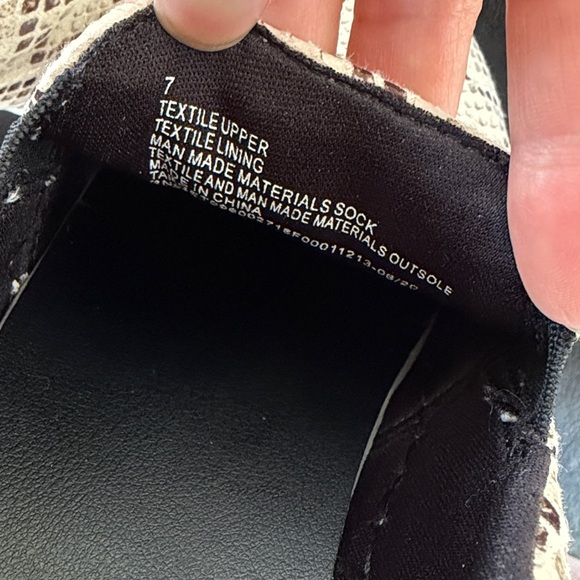 7
TEXTILE UPPER
TEXTILE LINING
MAN MADE MATERIALS SOCK
TEXTILE AND MAN MADE MATERIALS OUTSOLE
MADE IN CHINA